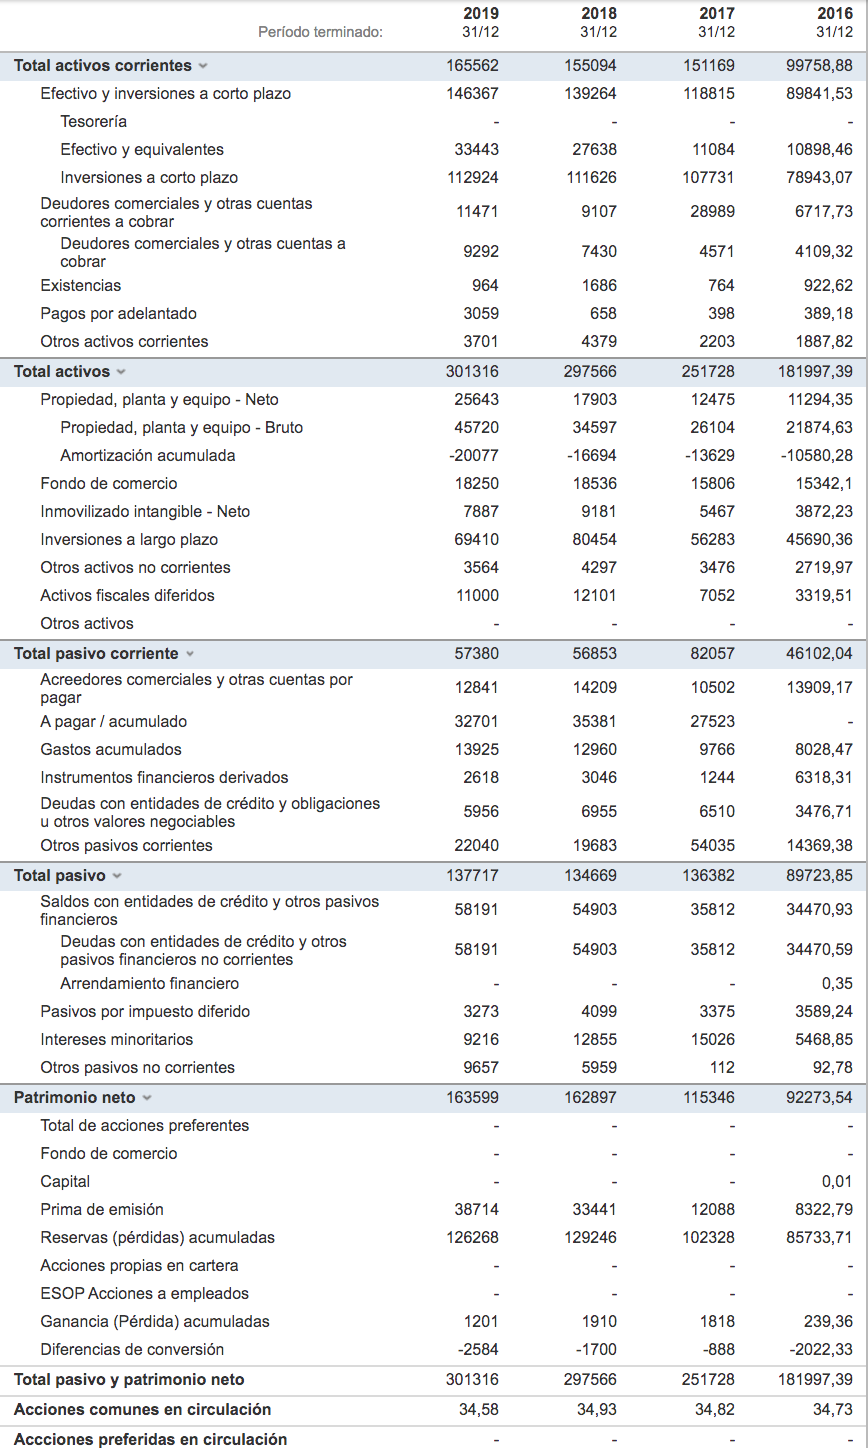 2019 2018 2017 2016
Período terminado: 31/12 31/12 31/12 31/12
Total activos corrientes 165562 155094 151169 99758,88
Efectivo y inversiones a corto plazo 146367 139264 118815 89841,53
Tesorería - - - -
Efectivo y equivalentes 33443 27638 11084 10898,46
Inversiones a corto plazo 112924 111626 107731 78943,07
Deudores comerciales y otras cuentas
corrientes a cobrar 11471 9107 28989 6717,73
Deudores comerciales y otras cuentas a
cobrar 9292 7430 4571 4109,32
Existencias 964 1686 764 922,62
Pagos por adelantado 3059 658 398 389,18
Otros activos corrientes 3701 4379 2203 1887,82
Total activos 301316 297566 251728 181997,39
Propiedad, planta y equipo - Neto 25643 17903 12475 11294,35
Propiedad, planta y equipo - Bruto 45720 34597 26104 21874,63
Amortización acumulada -20077 -16694 -13629 -10580,28
Fondo de comercio 18250 18536 15806 15342,1
Inmovilizado intangible - Neto 7887 9181 5467 3872,23
Inversiones a largo plazo 69410 80454 56283 45690,36
Otros activos no corrientes 3564 4297 3476 2719,97
Activos fiscales diferidos 11000 12101 7052 3319,51
Otros activos - - - -
Total pasivo corriente 57380 56853 82057 46102,04
Acreedores comerciales y otras cuentas por
pagar 12841 14209 10502 13909,17
A pagar / acumulado 32701 35381 27523 -
Gastos acumulados 13925 12960 9766 8028,47
Instrumentos financieros derivados 2618 3046 1244 6318,31
Deudas con entidades de crédito y obligaciones
u otros valores negociables 5956 6955 6510 3476,71
Otros pasivos corrientes 22040 19683 54035 14369,38
Total pasivo 137717 134669 136382 89723,85
Saldos con entidades de crédito y otros pasivos
financieros 58191 54903 35812 34470,93
Deudas con entidades de crédito y otros
pasivos financieros no corrientes 58191 54903 35812 34470,59
Arrendamiento financiero - - - 0,35
Pasivos por impuesto diferido 3273 4099 3375 3589,24
Intereses minoritarios 9216 12855 15026 5468,85
Otros pasivos no corrientes 9657 5959 112 92,78
Patrimonio neto 163599 162897 115346 92273,54
Total de acciones preferentes - - - -
Fondo de comercio - - - -
Capital - - - 0,01
Prima de emisión 38714 33441 12088 8322,79
Reservas (pérdidas) acumuladas 126268 129246 102328 85733,71
Acciones propias en cartera - - - -
ESOP Acciones a empleados - - - -
Ganancia (Pérdida) acumuladas 1201 1910 1818 239,36
Diferencias de conversión -2584 -1700 -888 -2022,33
Total pasivo y patrimonio neto 301316 297566 251728 181997,39
Acciones comunes en circulación 34,58 34,93 34,82 34,73
Accciones preferidas en circulación - - - -